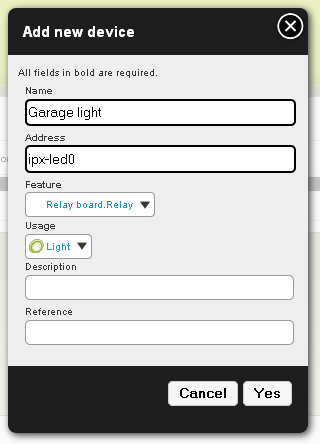 Add new device
All fields in bold are required.
Name
Garage light
Address
ipx-led0
Feature
Relay board.Relay
Usage
Light
Description
Reference
Cancel Yes